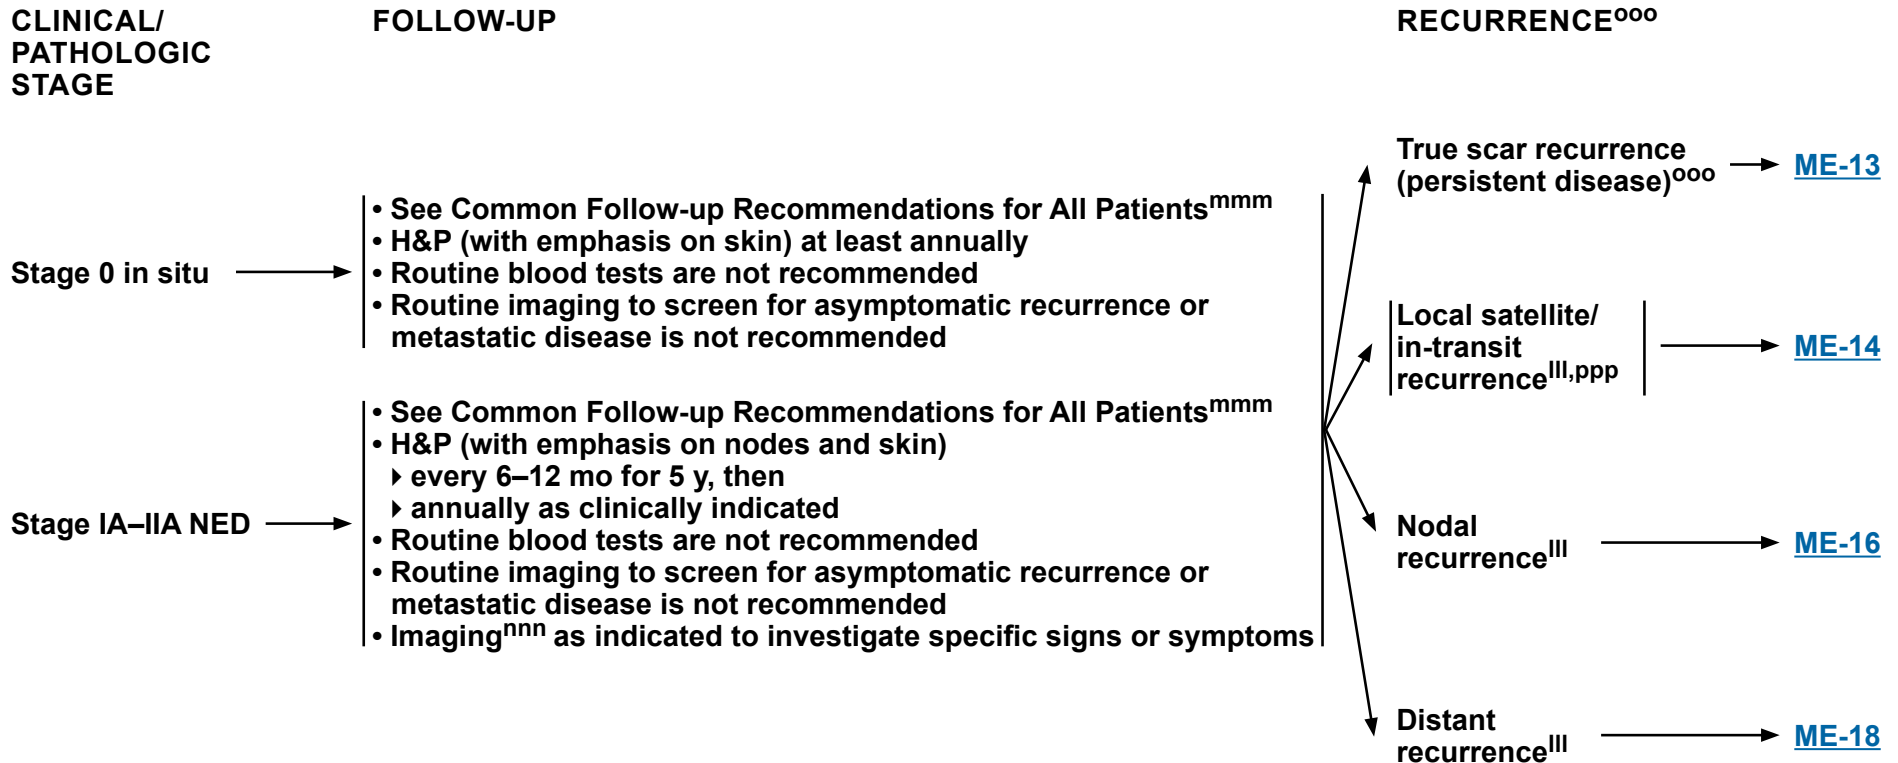 CLINICAL/
PATHOLOGIC
STAGE
FOLLOW-UP
RECURRENCEooo
Stage 0 in situ
• See Common Follow-up Recommendations for All Patientsmmm
• H&P (with emphasis on skin) at least annually
• Routine blood tests are not recommended
• Routine imaging to screen for asymptomatic recurrence or
metastatic disease is not recommended
Stage IA–IIA NED
• See Common Follow-up Recommendations for All Patientsmmm
• H&P (with emphasis on nodes and skin)
▸ every 6–12 mo for 5 y, then
▸ annually as clinically indicated
• Routine blood tests are not recommended
• Routine imaging to screen for asymptomatic recurrence or
metastatic disease is not recommended
• Imagingnnn as indicated to investigate specific signs or symptoms
True scar recurrence
(persistent disease)ooo
ME-13
Local satellite/
in-transit
recurrencelll,ppp
ME-14
Nodal
recurrencelll
ME-16
Distant
recurrencelll
ME-18